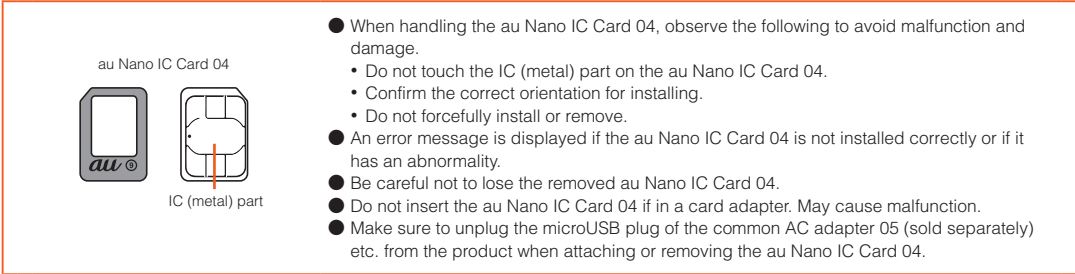 au Nano IC Card 04
au ⑨
IC (metal) part
● When handling the au Nano IC Card 04, observe the following to avoid malfunction and
damage.
• Do not touch the IC (metal) part on the au Nano IC Card 04.
• Confirm the correct orientation for installing.
• Do not forcefully install or remove.
● An error message is displayed if the au Nano IC Card 04 is not installed correctly or if it
has an abnormality.
● Be careful not to lose the removed au Nano IC Card 04.
● Do not insert the au Nano IC Card 04 if in a card adapter. May cause malfunction.
● Make sure to unplug the microUSB plug of the common AC adapter 05 (sold separately)
etc. from the product when attaching or removing the au Nano IC Card 04.